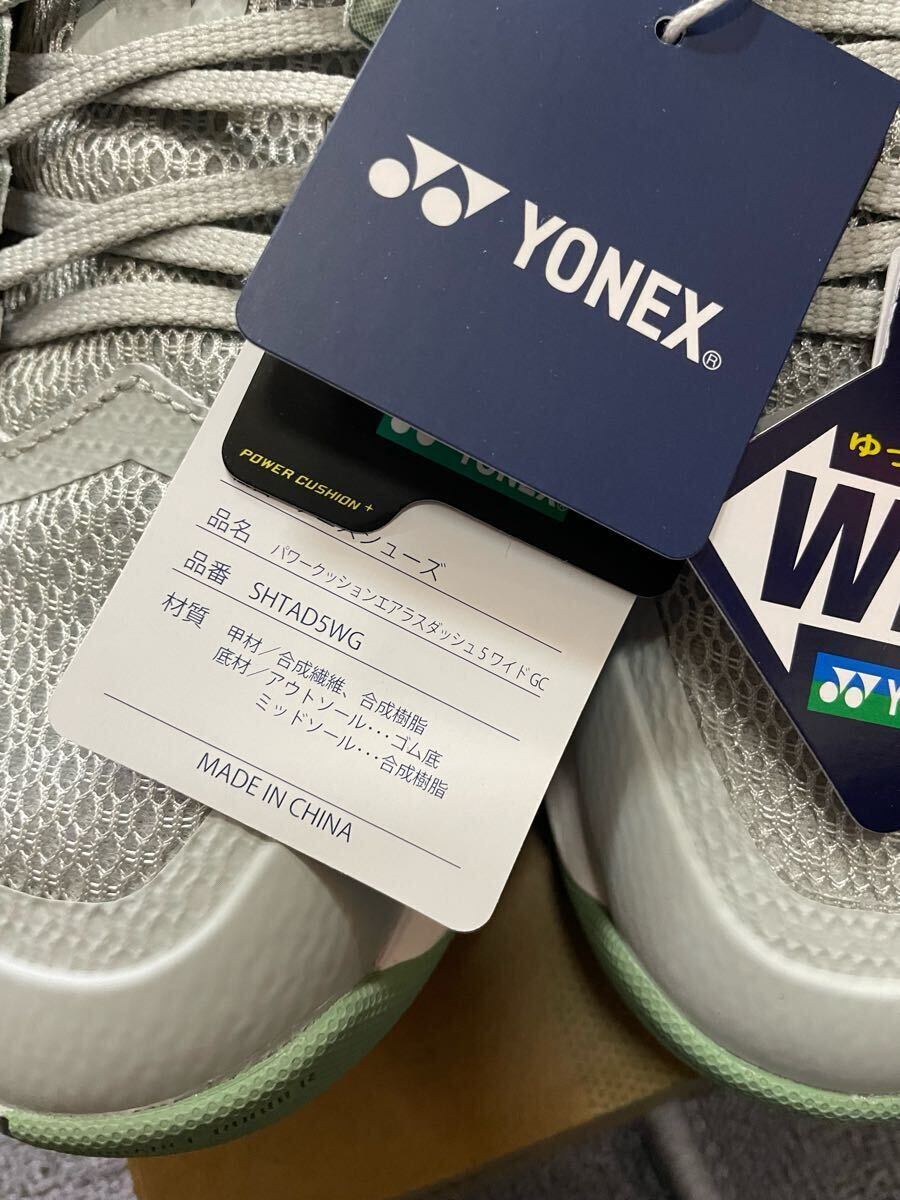 YONEX®
YONEX®
POWER CUSHION +
スシューズ
品名 パワークッションエアラスダッシュ5ワイドGC
品番 SHTAD5WG
材質 甲材/合成繊維、合成樹脂
底材/アウトソール・・・ゴム底
ミッドソール・・・合成樹脂
MADE IN CHINA
ゆっ
W
Y